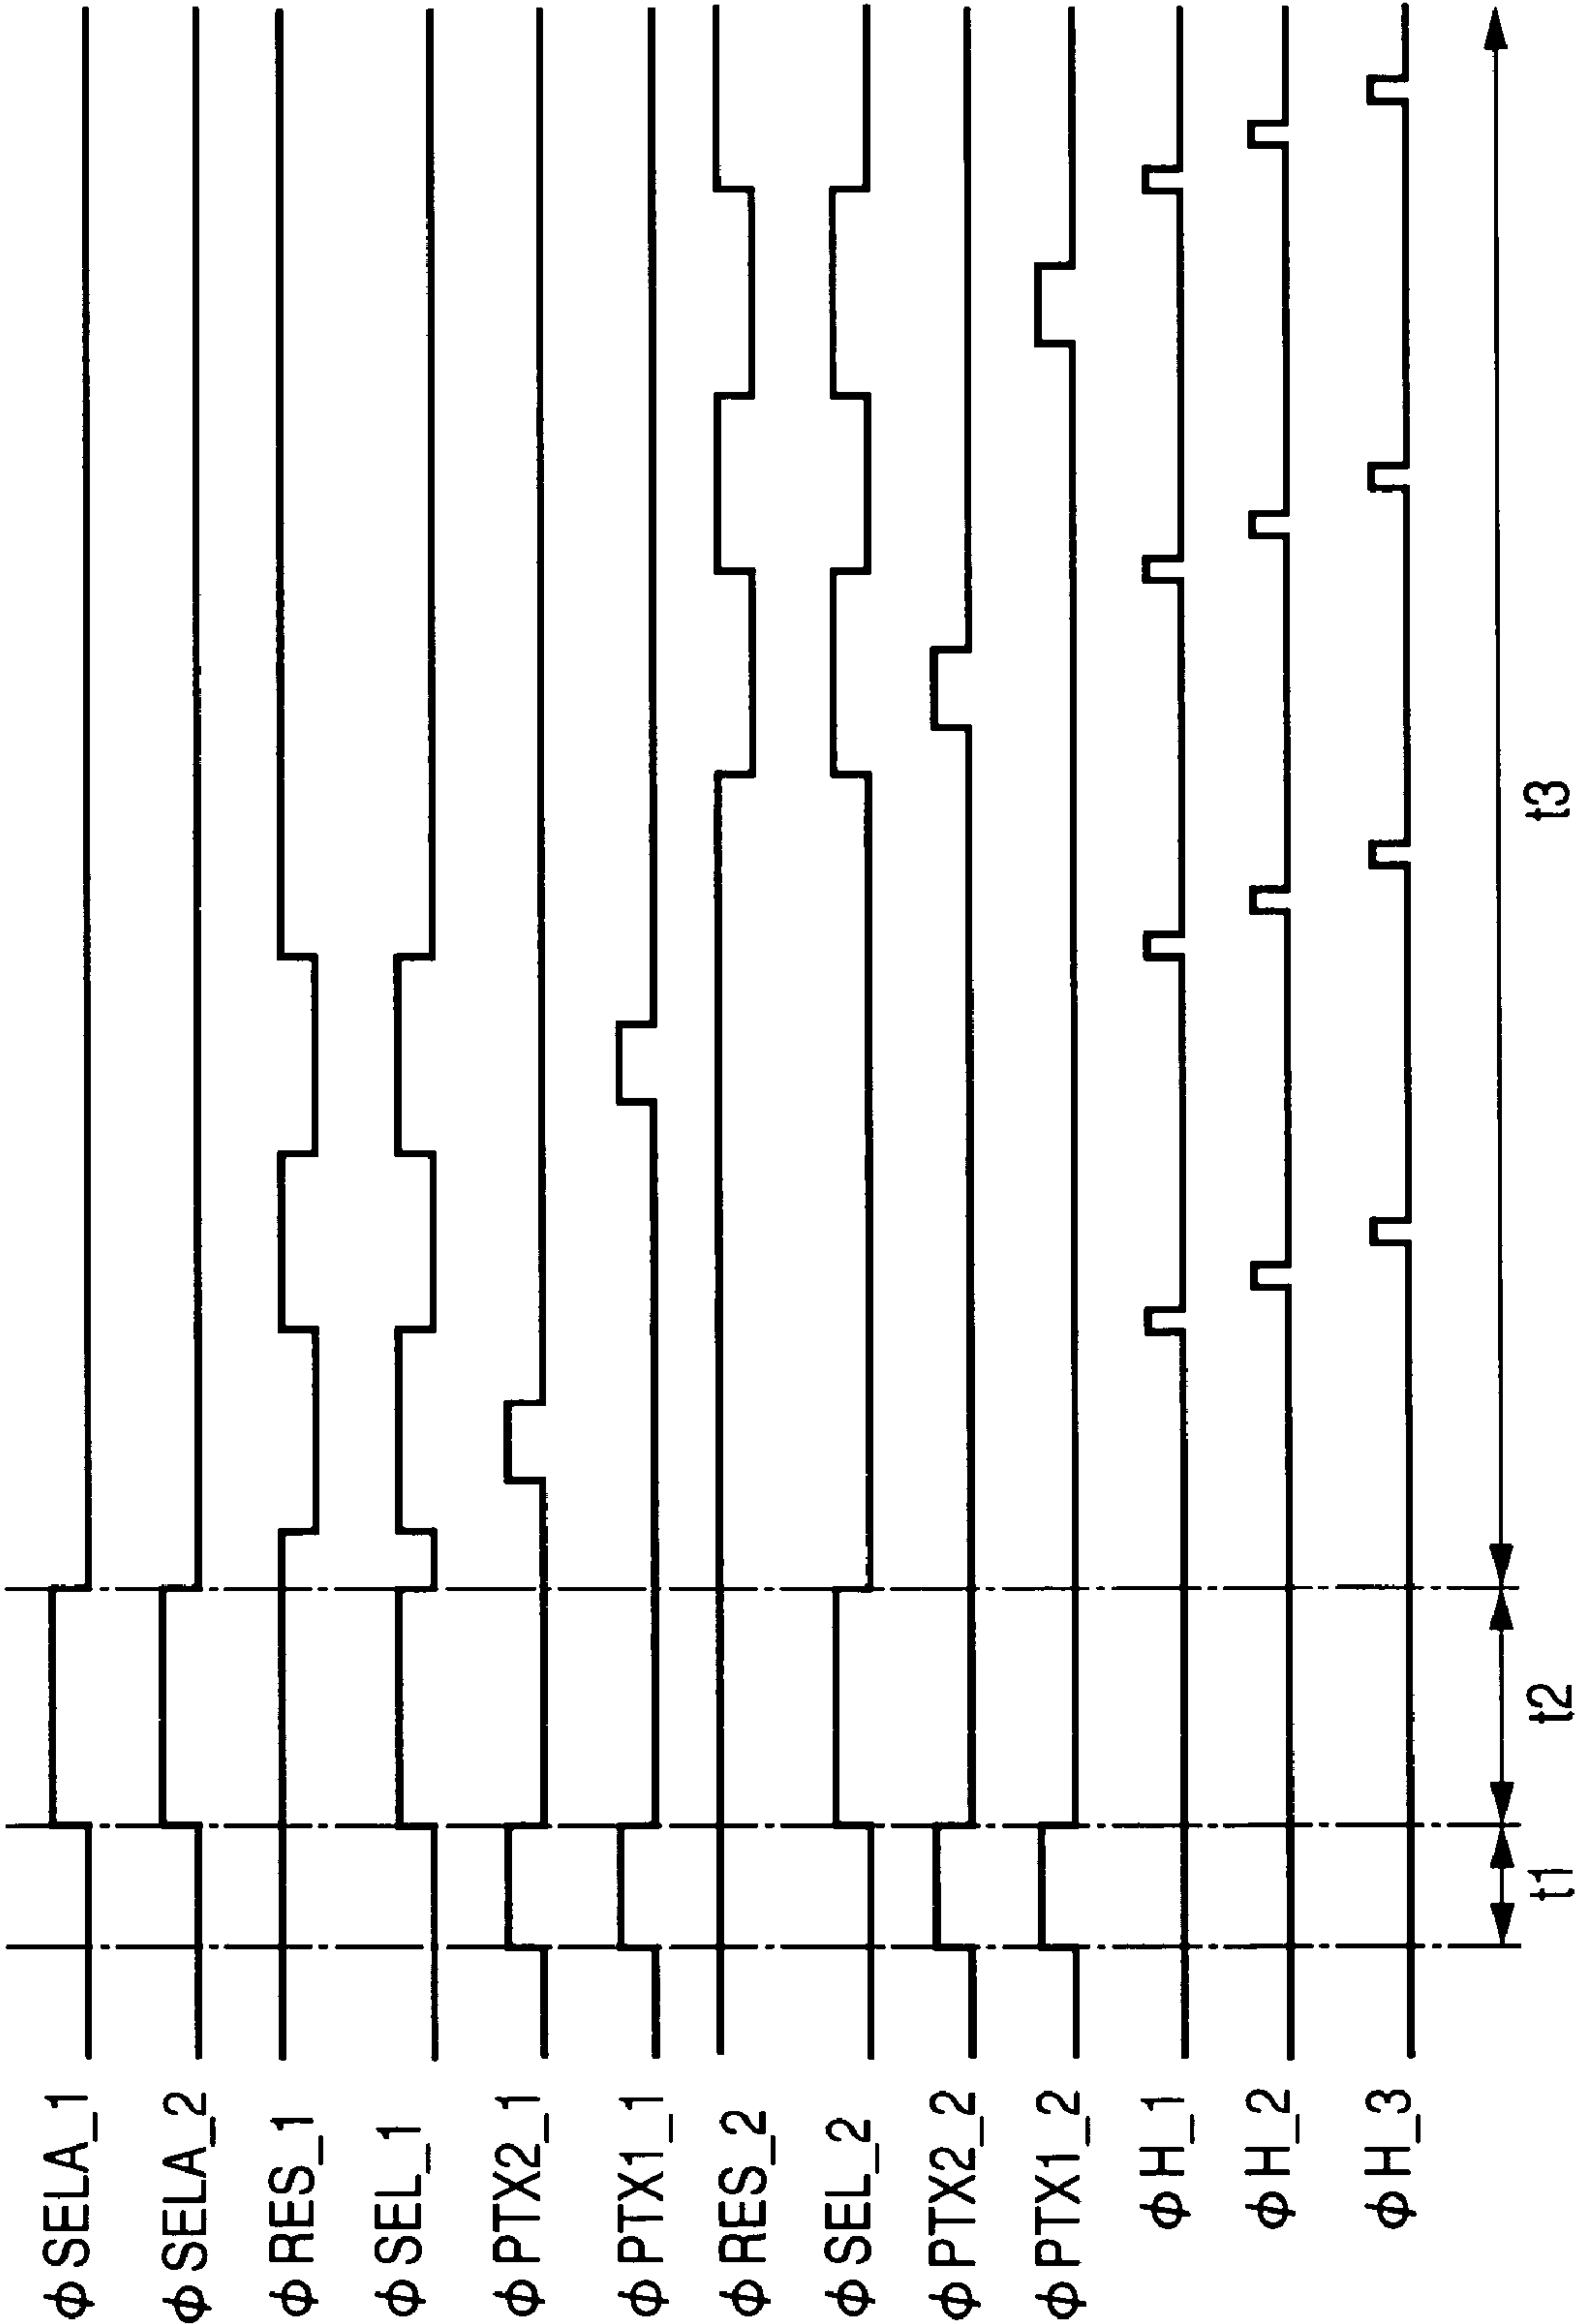 ϕSELA_1
ϕSELA_2
ϕRES_1
ϕSEL_1
ϕPTX2_1
ϕPTX1_1
ϕRES_2
ϕSEL_2
ϕPTX2_2
ϕPTX1_2
ϕH_1
ϕH_2
ϕH_3
t1 t2 t3